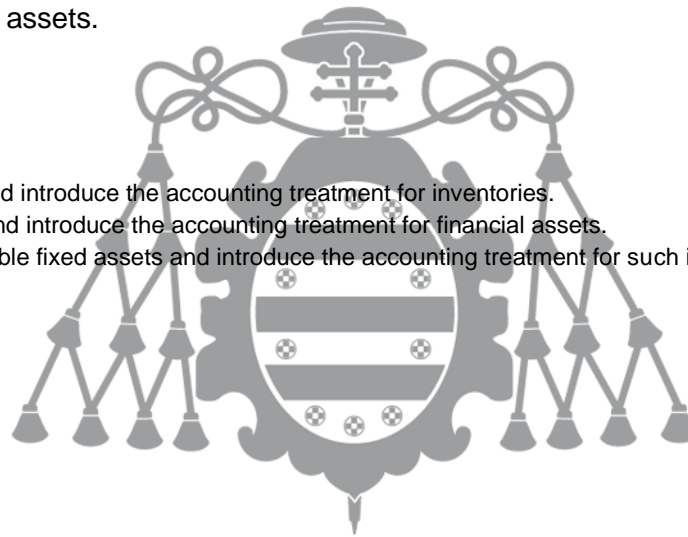 assets.
d introduce the accounting treatment for inventories.
nd introduce the accounting treatment for financial assets.
ble fixed assets and introduce the accounting treatment for such i